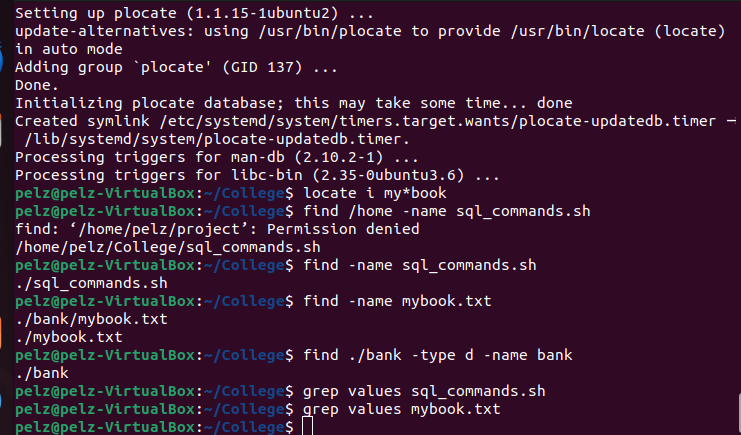 Setting up plocate (1.1.15-1ubuntu2) ...
update-alternatives: using /usr/bin/plocate to provide /usr/bin/locate (locate)
in auto mode
Adding group `plocate' (GID 137) ...
Done.
Initializing plocate database; this may take some time... done
Created symlink /etc/systemd/system/timers.target.wants/plocate-updatedb.timer →
 /lib/systemd/system/plocate-updatedb.timer.
Processing triggers for man-db (2.10.2-1) ...
Processing triggers for libc-bin (2.35-0ubuntu3.6) ...
pelz@pelz-VirtualBox:~/College$ locate i my*book
pelz@pelz-VirtualBox:~/College$ find /home -name sql_commands.sh
find: ‘/home/pelz/project’: Permission denied
/home/pelz/College/sql_commands.sh
pelz@pelz-VirtualBox:~/College$ find -name sql_commands.sh
./sql_commands.sh
pelz@pelz-VirtualBox:~/College$ find -name mybook.txt
./bank/mybook.txt
./mybook.txt
pelz@pelz-VirtualBox:~/College$ find ./bank -type d -name bank
./bank
pelz@pelz-VirtualBox:~/College$ grep values sql_commands.sh
pelz@pelz-VirtualBox:~/College$ grep values mybook.txt
pelz@pelz-VirtualBox:~/College$